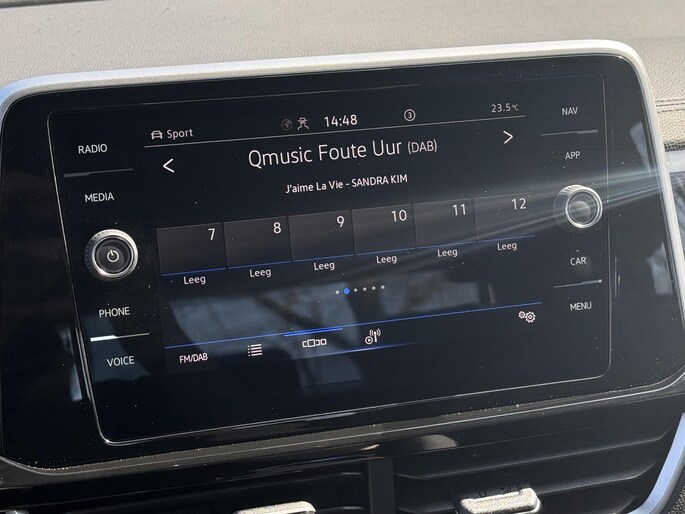 RADIO
MEDIA
PHONE
VOICE
Sport
14:48
3
23.5°C
Qmusic Foute Uur (DAB)
J'aime La Vie - SANDRA KIM
7 8 9 10 11 12
Leeg Leeg Leeg Leeg Leeg Leeg
FM/DAB
NAV
APP
CAR
MENU